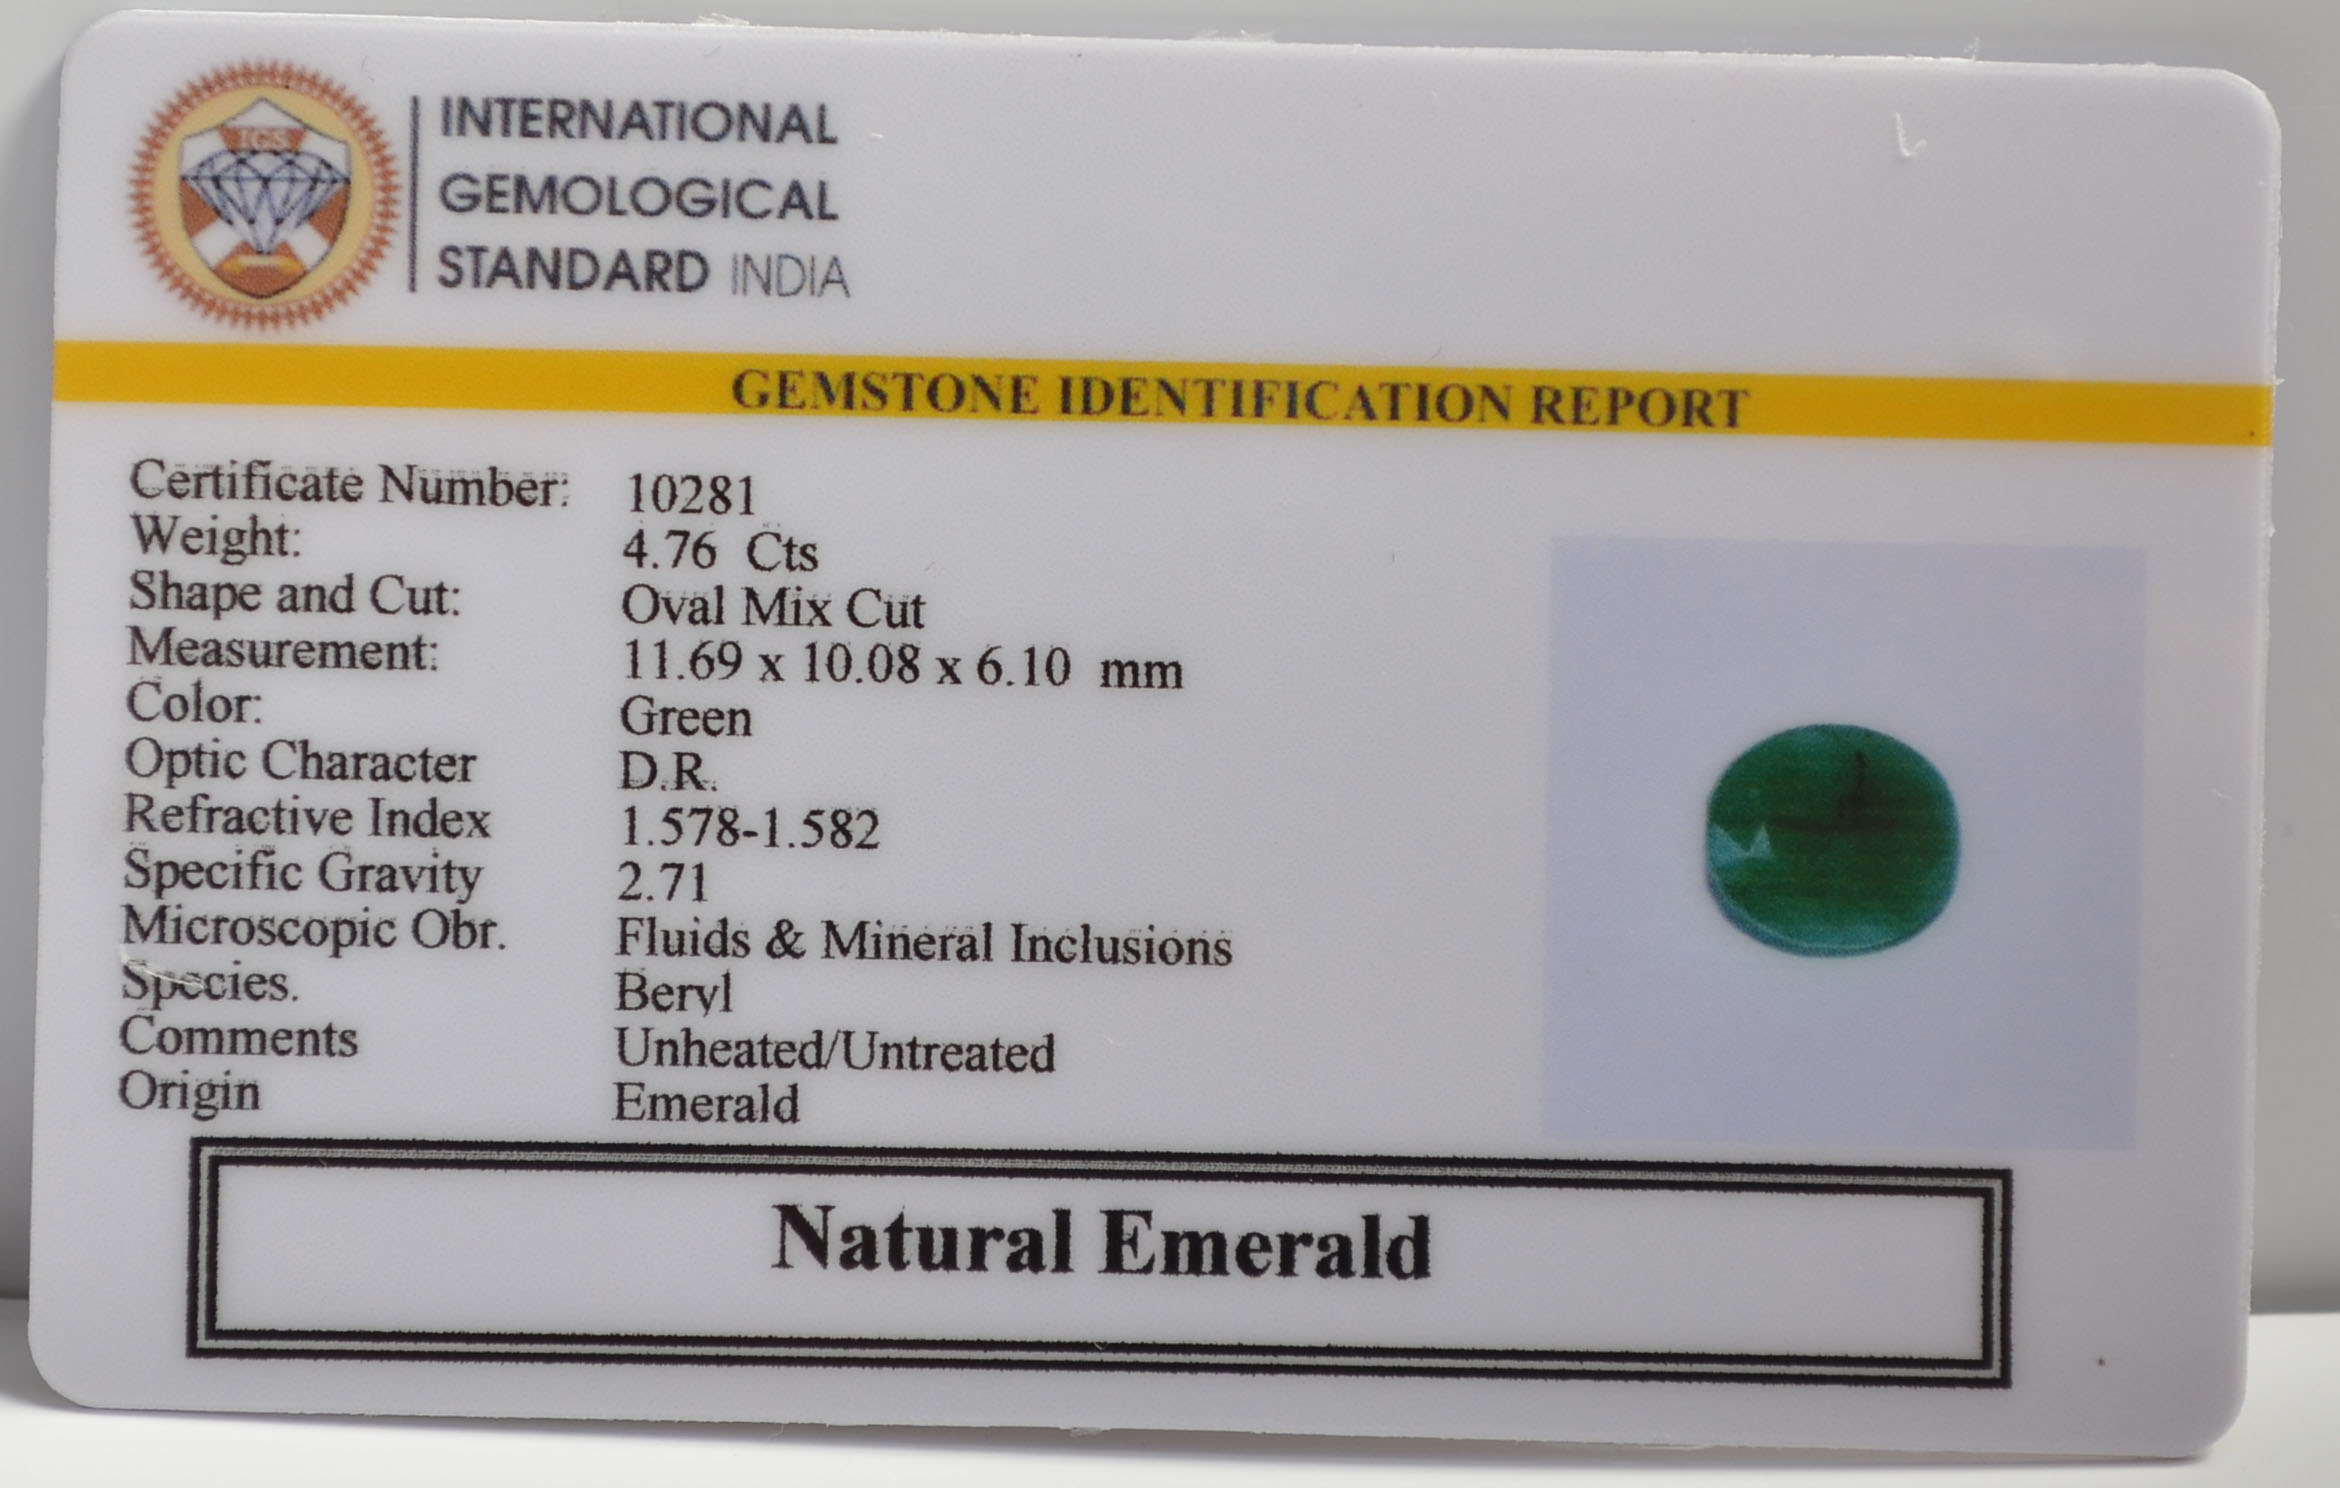 IGS
INTERNATIONAL
GEMOLOGICAL
STANDARD INDIA
GEMSTONE IDENTIFICATION REPORT
Certificate Number: 10281
Weight: 4.76 Cts
Shape and Cut: Oval Mix Cut
Measurement: 11.69 x 10.08 x 6.10 mm
Color: Green
Optic Character D.R.
Refractive Index 1.578-1.582
Specific Gravity 2.71
Microscopic Obr. Fluids & Mineral Inclusions
Species. Beryl
Comments Unheated/Untreated
Origin Emerald
Natural Emerald